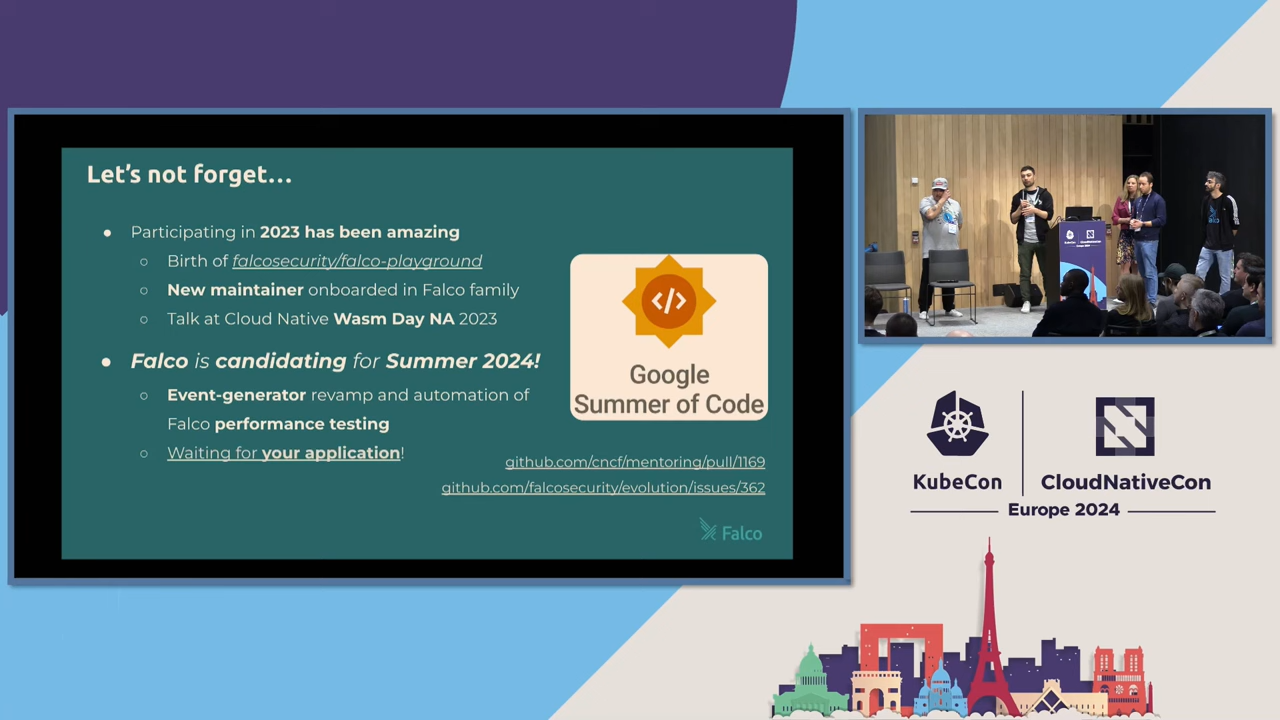 Let's not forget...
● Participating in 2023 has been amazing
○ Birth of falcosecurity/falco-playground
○ New maintainer onboarded in Falco family
○ Talk at Cloud Native Wasm Day NA 2023
● Falco is candidating for Summer 2024!
○ Event-generator revamp and automation of
Falco performance testing
○ Waiting for your application!
</>
Google
Summer of Code
github.com/cncf/mentoring/pull/1169
github.com/falcosecurity/evolution/issues/362
Falco
KubeCon
CloudNativeCon
Europe 2024